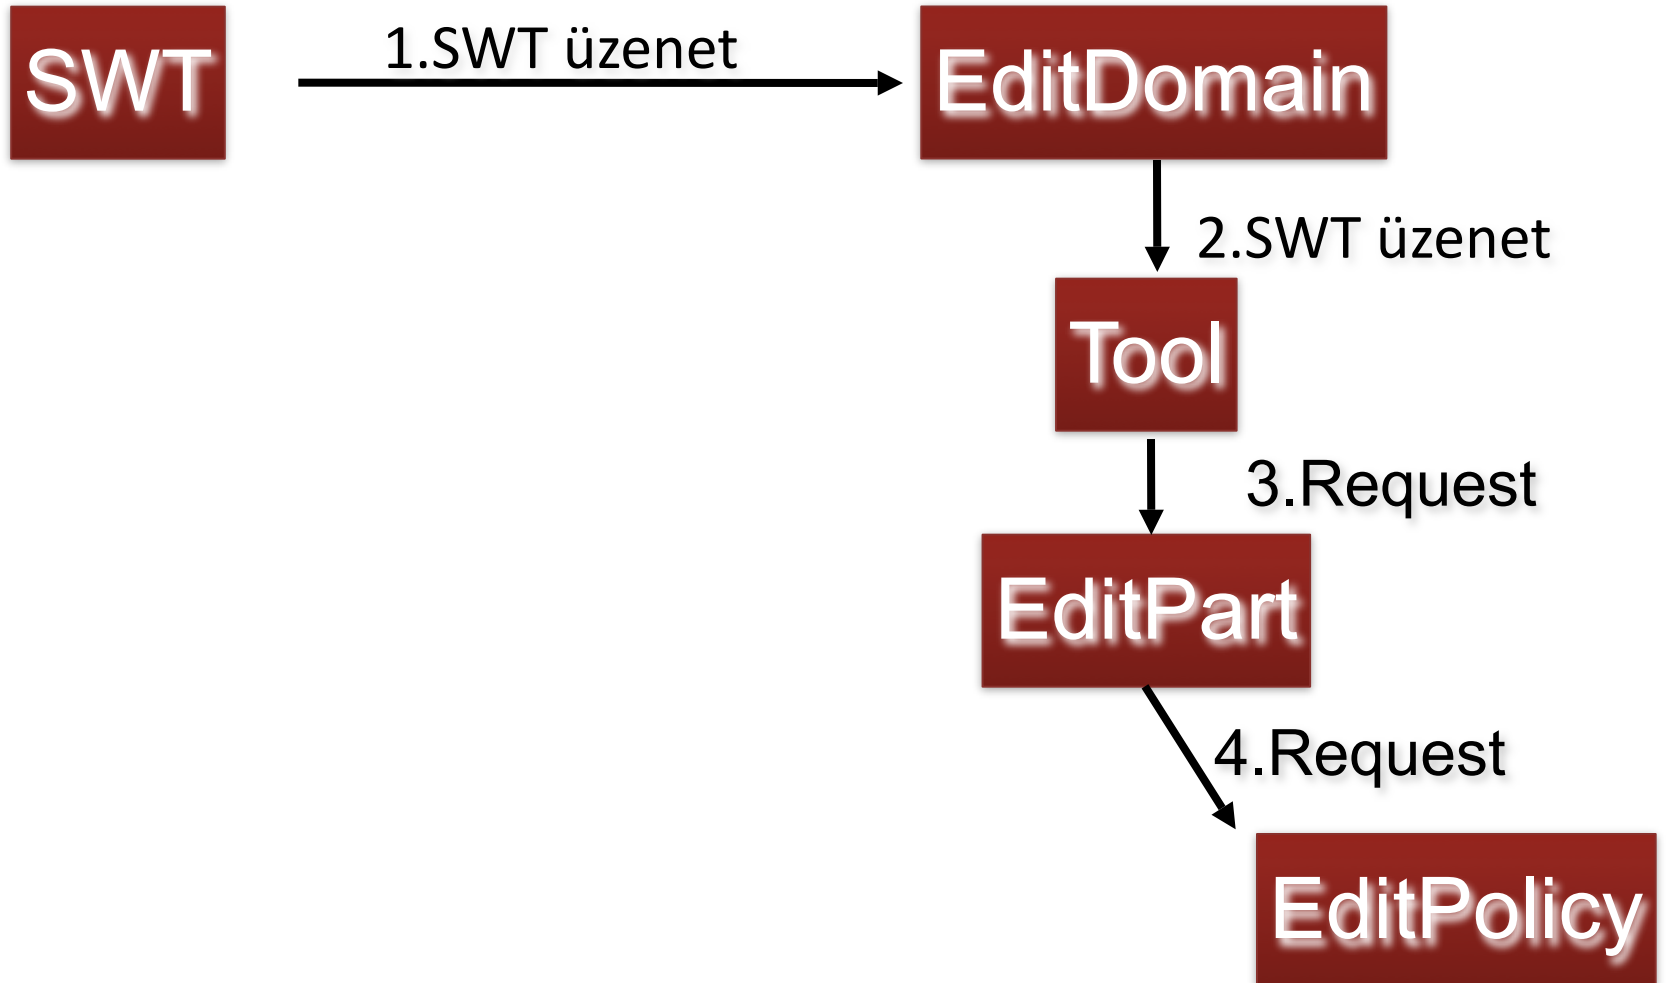 SWT
1.SWT üzenet
EditDomain
2.SWT üzenet
Tool
3.Request
EditPart
4.Request
EditPolicy